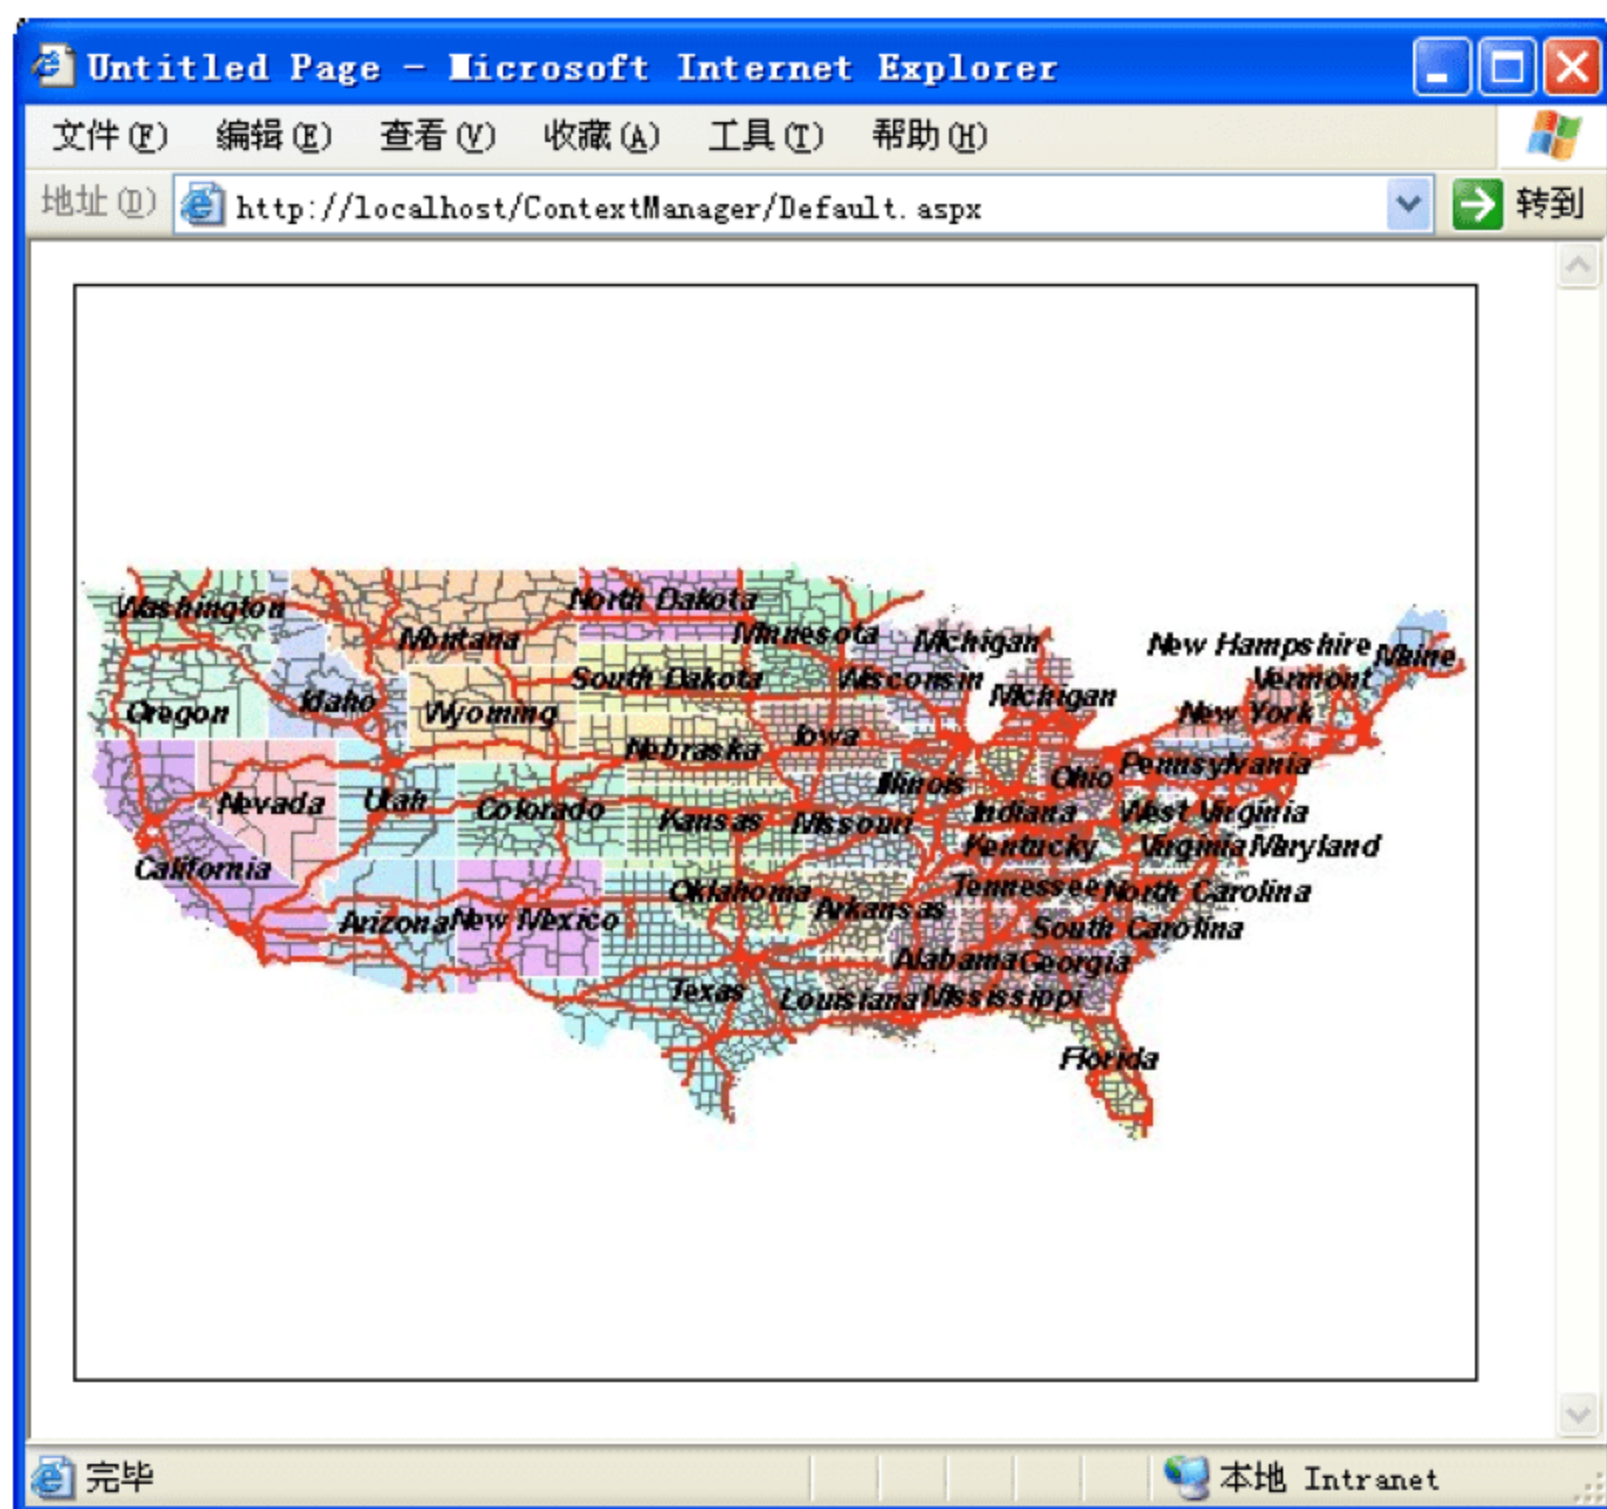 Untitled Page - Microsoft Internet Explorer
文件(F) 编辑(E) 查看(V) 收藏(A) 工具(T) 帮助(H)
地址(D) http://localhost/ContextManager/Default.aspx 转到
Washington
North Dakota
Montana
Minnesota
Michigan
New Hampshire
Maine
South Dakota
Wisconsin
Michigan
Vermont
Oregon
Idaho
Wyoming
New York
Nebraska
Iowa
Pennsylvania
Nevada
Utah
Colorado
Illinois
Ohio
Kansas
Missouri
Indiana
West Virginia
California
Kentucky
Virginia
Maryland
Oklahoma
Tennessee
North Carolina
Arizona
New Mexico
Arkansas
South Carolina
Alabama
Georgia
Texas
Louisiana
Mississippi
Florida
完毕 本地 Intranet